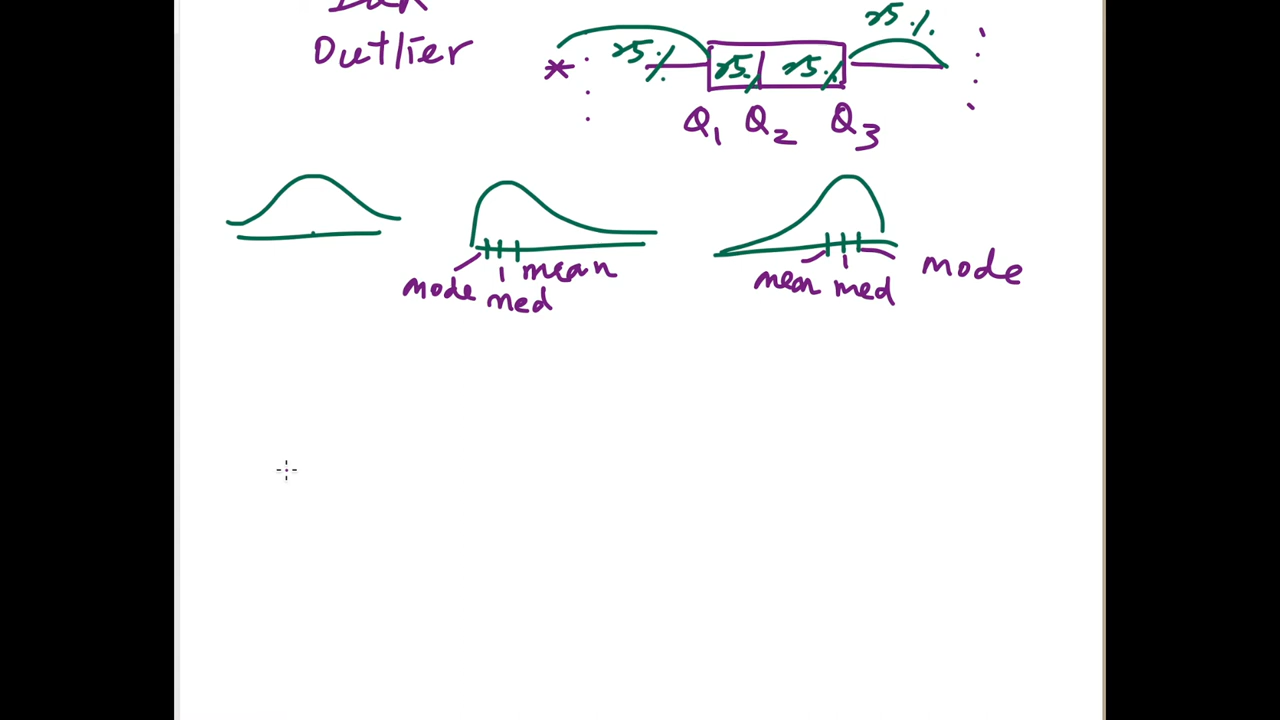 Outlier
25% 25% 25% 25%
Q1 Q2 Q3
mode med mean
mean med mode